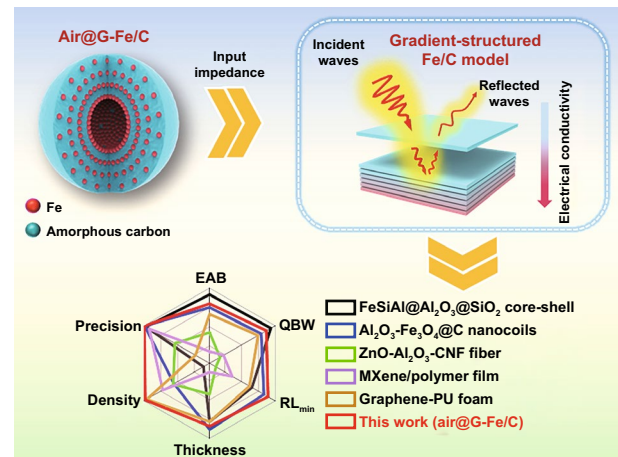 Air@G-Fe/C
Input
impedance
Fe
Amorphous carbon
Gradient-structured
Fe/C model
Incident
waves
Reflected
waves
Electrical conductivity
EAB
QBW
RLmin
Thickness
Density
Precision
FeSiAl@Al₂O₃@SiO₂ core-shell
Al₂O₃-Fe₃O₄@C nanocoils
ZnO-Al₂O₃-CNF fiber
MXene/polymer film
Graphene-PU foam
This work (air@G-Fe/C)